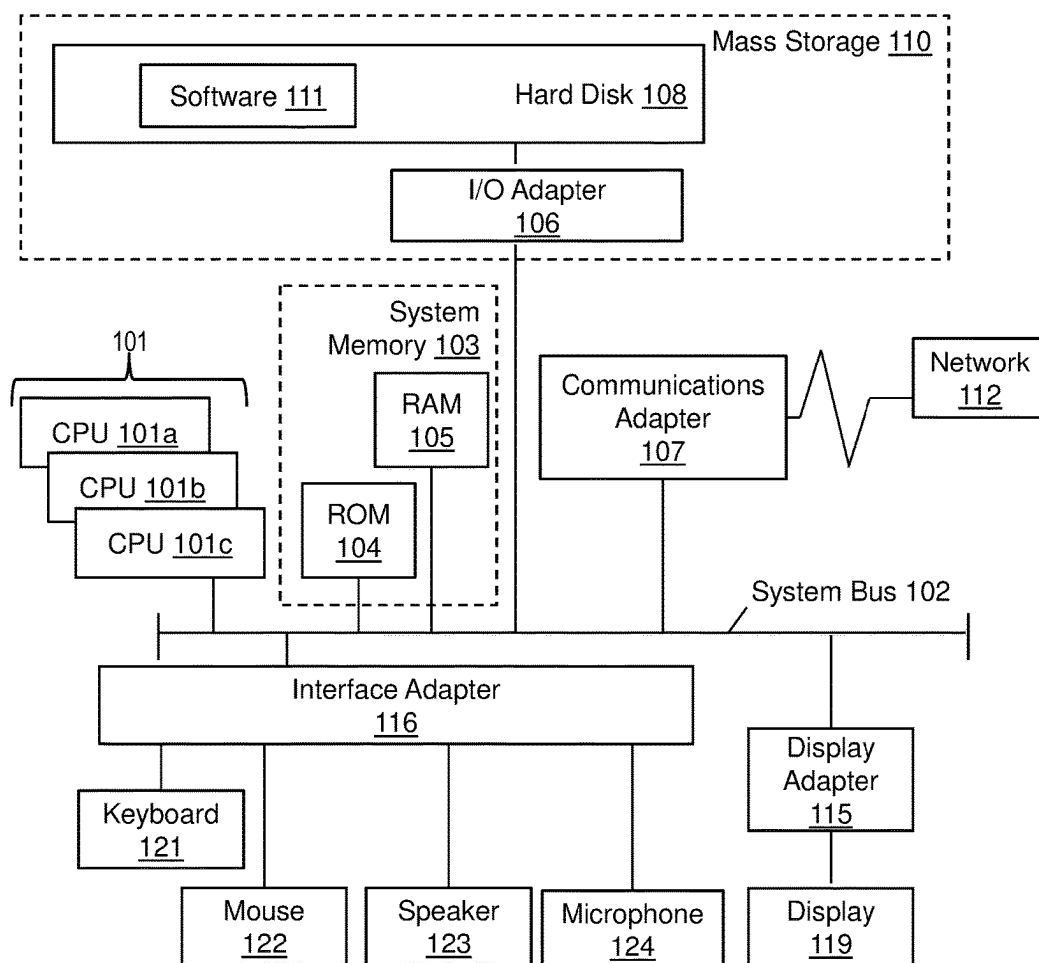 Mass Storage 110
Software 111
Hard Disk 108
I/O Adapter
106
System
Memory 103
101
CPU 101a
CPU 101b
CPU 101c
RAM
105
ROM
104
Communications
Adapter
107
Network
112
System Bus 102
Interface Adapter
116
Display
Adapter
115
Keyboard
121
Mouse
122
Speaker
123
Microphone
124
Display
119